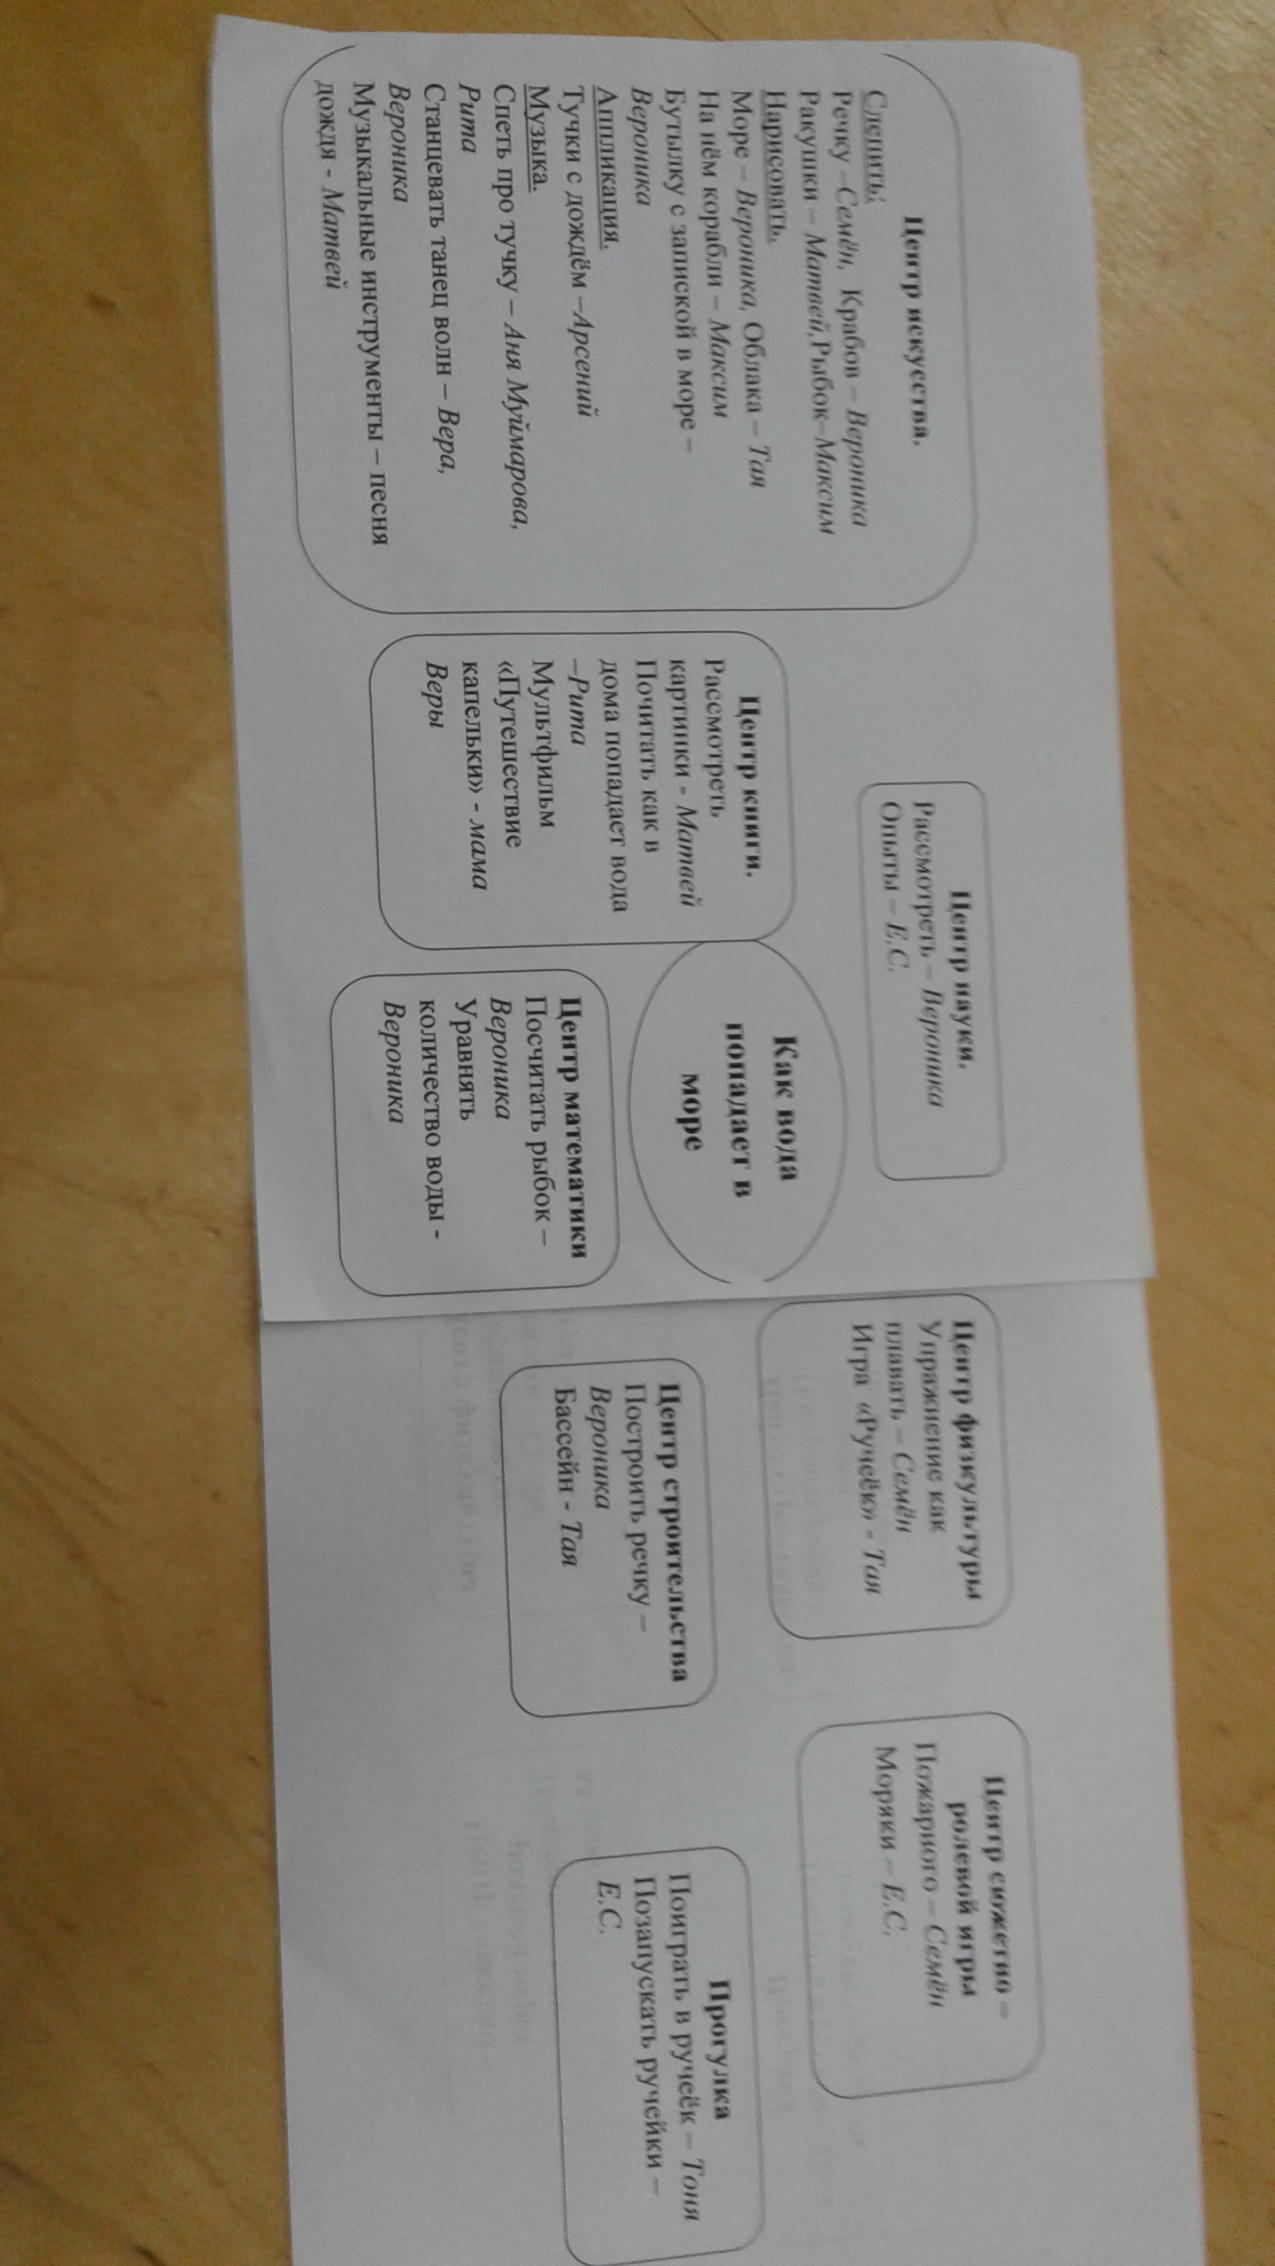 Центр искусства.
Слепить:
Речку –Семён, Крабов – Вероника
Ракушки – Матвей,Рыбок–Максим
Нарисовать.
Море – Вероника, Облака – Тая
На нём корабли – Максим
Бутылку с запиской в море –
Вероника
Аппликация.
Тучки с дождём –Арсений
Музыка.
Спеть про тучку – Аня Муймарова,
Рита
Станцевать танец волн – Вера,
Вероника
Музыкальные инструменты – песня
дождя - Матвей
Центр науки.
Рассмотреть – Вероника
Опыты – Е.С.
Центр книги.
Рассмотреть
картинки - Матвей
Почитать как в
дома попадает вода
–Рита
Мультфильм
«Путешествие
капельки» - мама
Веры
Как вода
попадает в
море
Центр математики
Посчитать рыбок –
Вероника
Уравнять
количество воды -
Вероника
Центр физкультуры
Упражнение как
плавать – Семён
Игра «Ручеёк» - Тая
Центр строительства
Построить речку –
Вероника
Бассейн - Тая
Центр сюжетно –
ролевой игры
Пожарного – Семён
Моряки – Е.С.
Прогулка
Поиграть в ручеёк – Тоня
Позапускать ручейки –
Е.С.